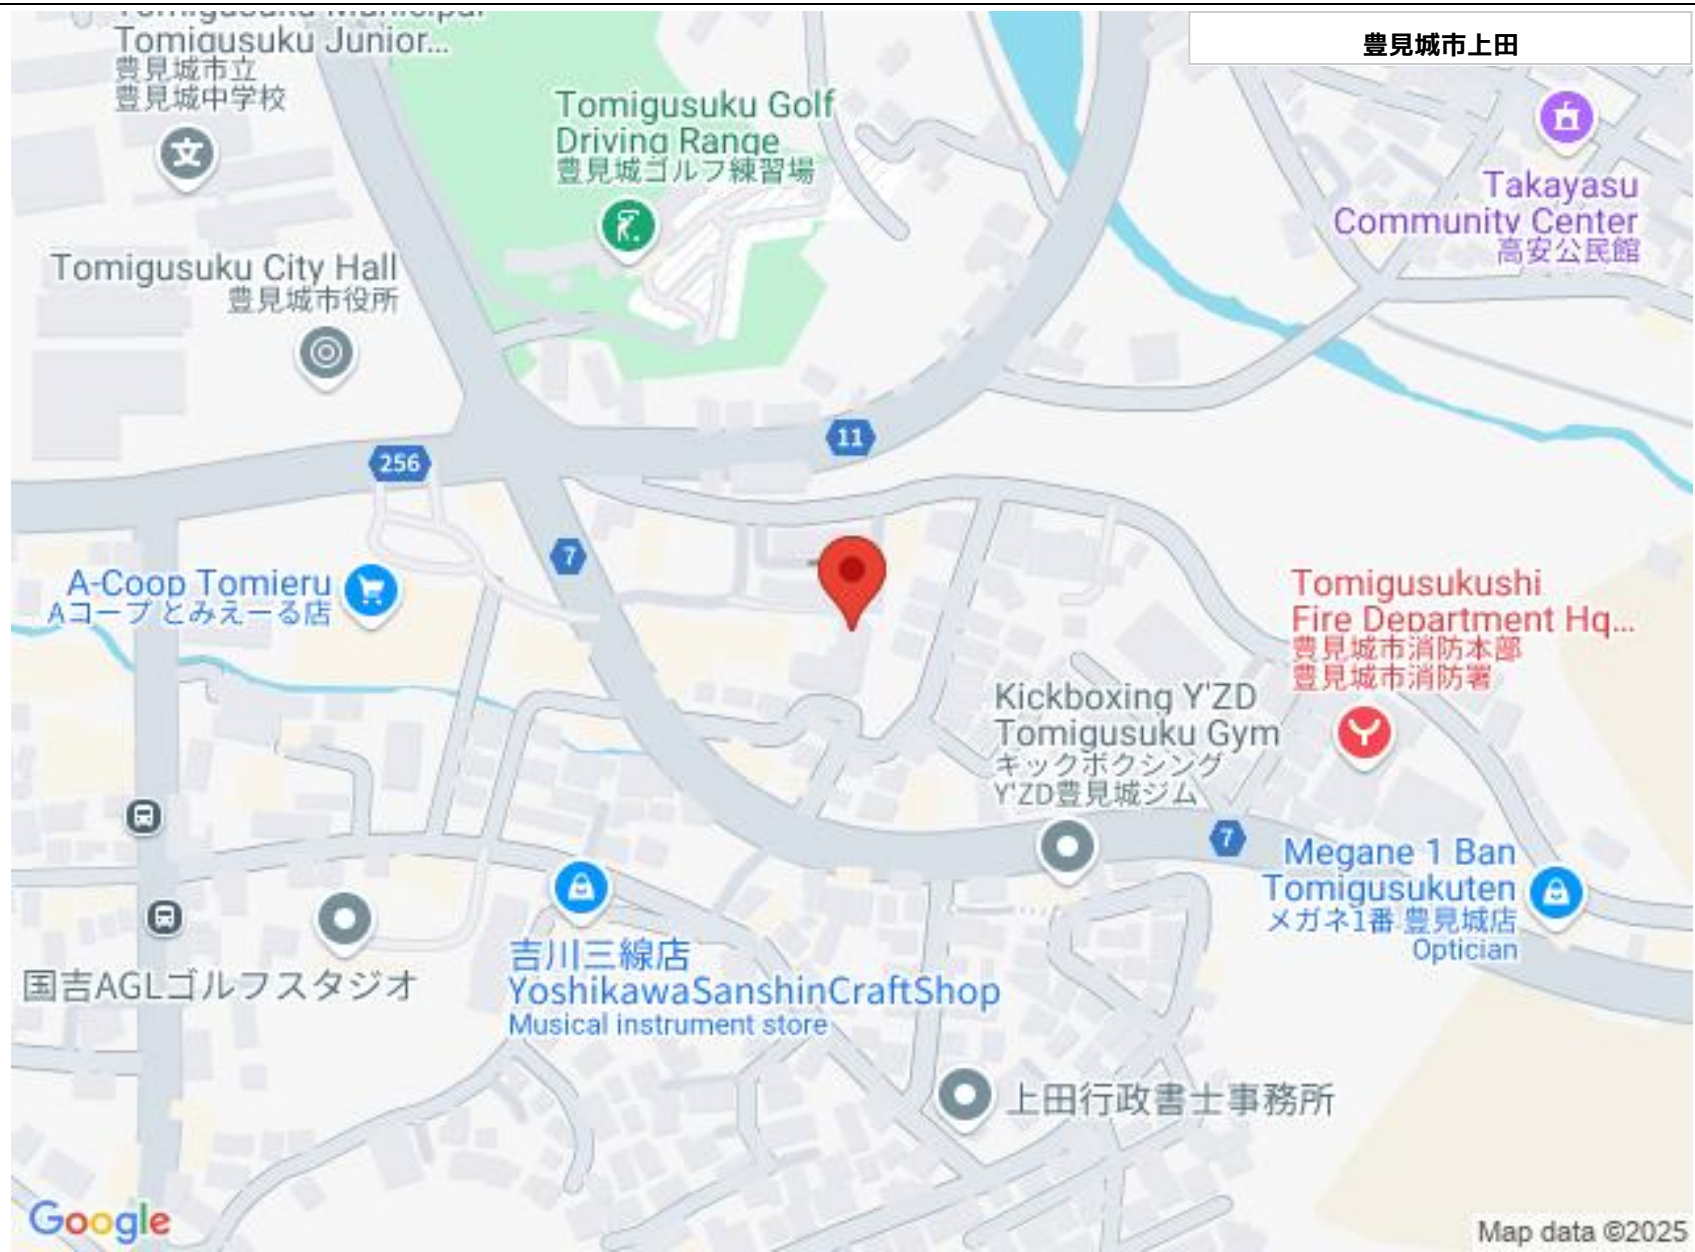 豊見城市上田
Tomigusuku Municipal
Tomigusuku Junior...
豊見城市立
豊見城中学校
Tomigusuku Golf
Driving Range
豊見城ゴルフ練習場
Takayasu
Community Center
高安公民館
Tomigusuku City Hall
豊見城市役所
11
256
7
A-Coop Tomieru
Aコープ とみえーる店
Tomigusukushi
Fire Department Hq...
豊見城市消防本部
豊見城市消防署
Kickboxing Y'ZD
Tomigusuku Gym
キックボクシング
Y'ZD豊見城ジム
7
Megane 1 Ban
Tomigusukuten
メガネ1番 豊見城店
Optician
国吉AGLゴルフスタジオ
吉川三線店
YoshikawaSanshinCraftShop
Musical instrument store
上田行政書士事務所
Google
Map data ©2025